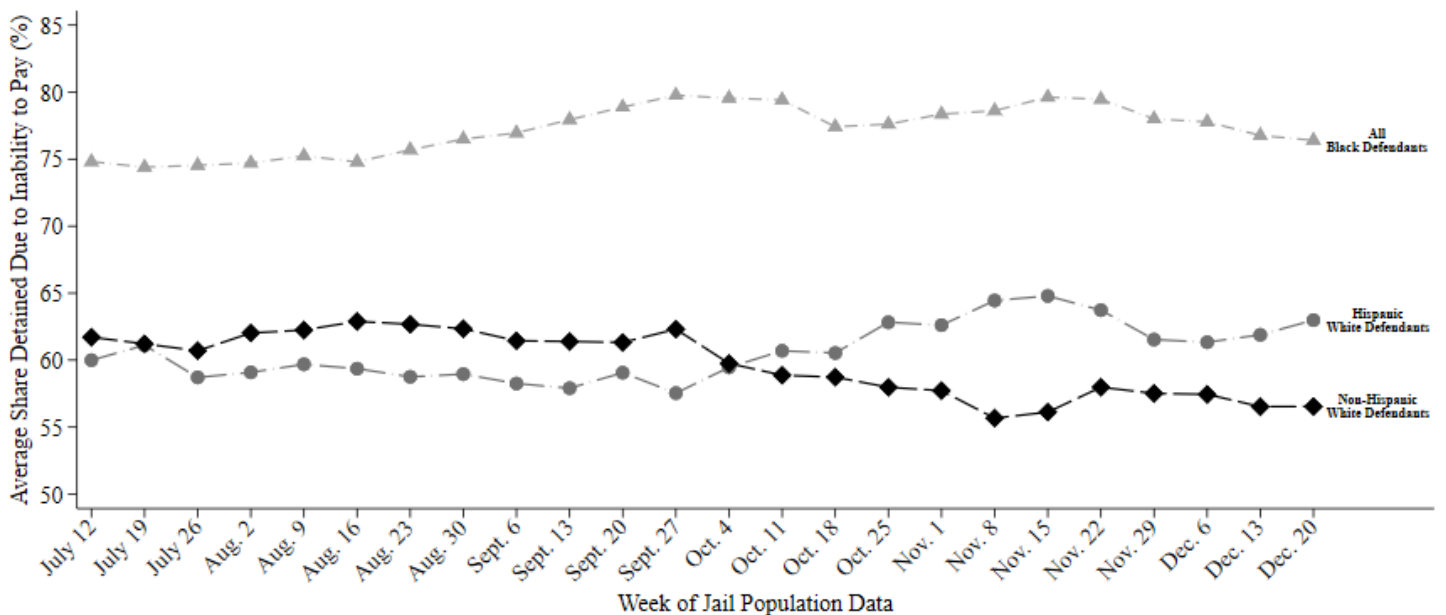 Average Share Detained Due to Inability to Pay (%)
85
80
75
70
65
60
55
50
All
Black Defendants
Hispanic
White Defendants
Non-Hispanic
White Defendants
July 12
July 19
July 26
Aug. 2
Aug. 9
Aug. 16
Aug. 23
Aug. 30
Sept. 6
Sept. 13
Sept. 20
Sept. 27
Oct. 4
Oct. 11
Oct. 18
Oct. 25
Nov. 1
Nov. 8
Nov. 15
Nov. 22
Nov. 29
Dec. 6
Dec. 13
Dec. 20
Week of Jail Population Data